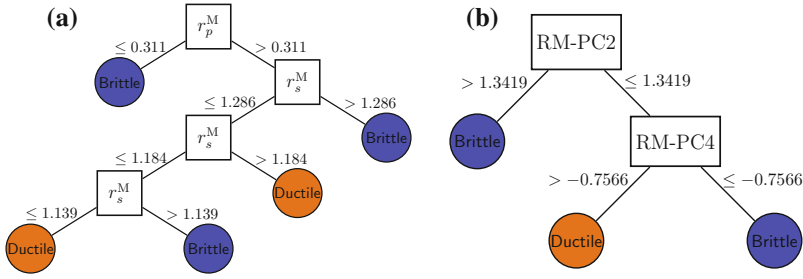 (a)
r_p^M
≤ 0.311
> 0.311
Brittle
r_s^M
≤ 1.286
> 1.286
r_s^M
Brittle
≤ 1.184
> 1.184
r_s^M
Ductile
≤ 1.139
> 1.139
Ductile
Brittle
(b)
RM-PC2
> 1.3419
≤ 1.3419
Brittle
RM-PC4
> −0.7566
≤ −0.7566
Ductile
Brittle